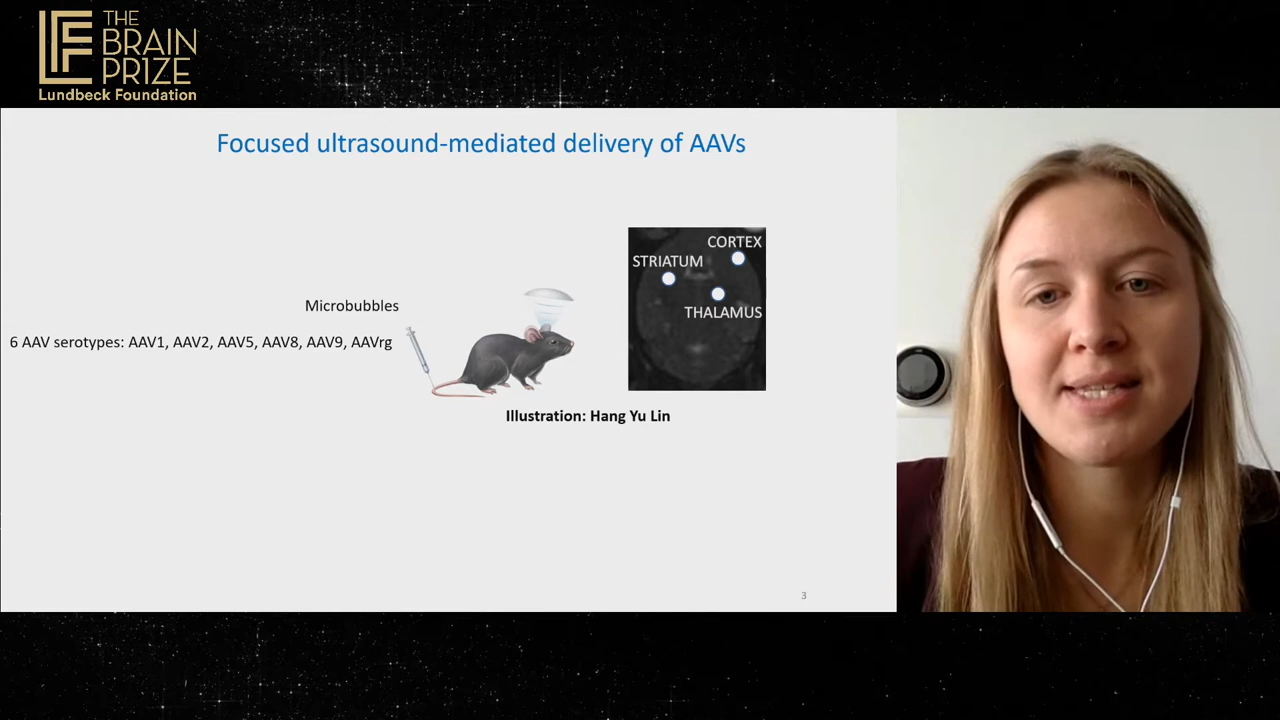 THE
BRAIN
PRIZE
Lundbeck Foundation
Focused ultrasound-mediated delivery of AAVs
CORTEX
STRIATUM
THALAMUS
Microbubbles
6 AAV serotypes: AAV1, AAV2, AAV5, AAV8, AAV9, AAVrg
Illustration: Hang Yu Lin
3